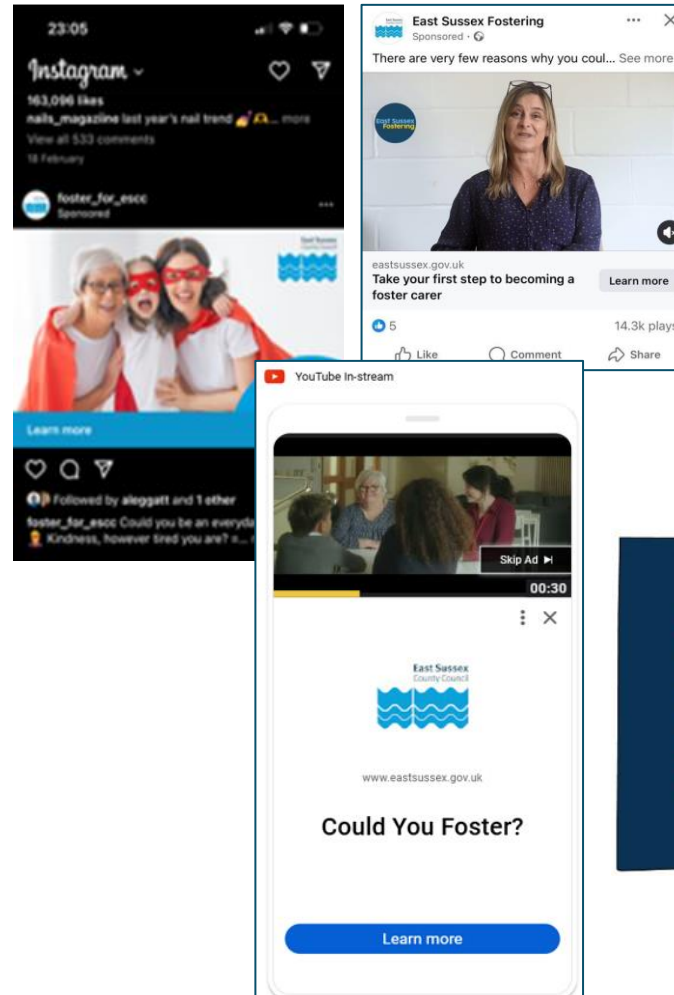 23:05
Instagram
163,096 likes
nails_magaziine last year's nail trend 💅🫶... more
View all 533 comments
18 February
foster_for_escc
Sponsored
East Sussex
County Council
Learn more
Followed by aleggatt and 1 other
foster_for_escc Could you be an everyda
Kindness, however tired you are?
East Sussex Fostering
Sponsored ·
There are very few reasons why you coul... See more
East Sussex
Fostering
eastsussex.gov.uk
Take your first step to becoming a
foster carer
Learn more
5
14.3k plays
Like Comment Share
YouTube In-stream
Skip Ad
00:30
East Sussex
County Council
www.eastsussex.gov.uk
Could You Foster?
Learn more